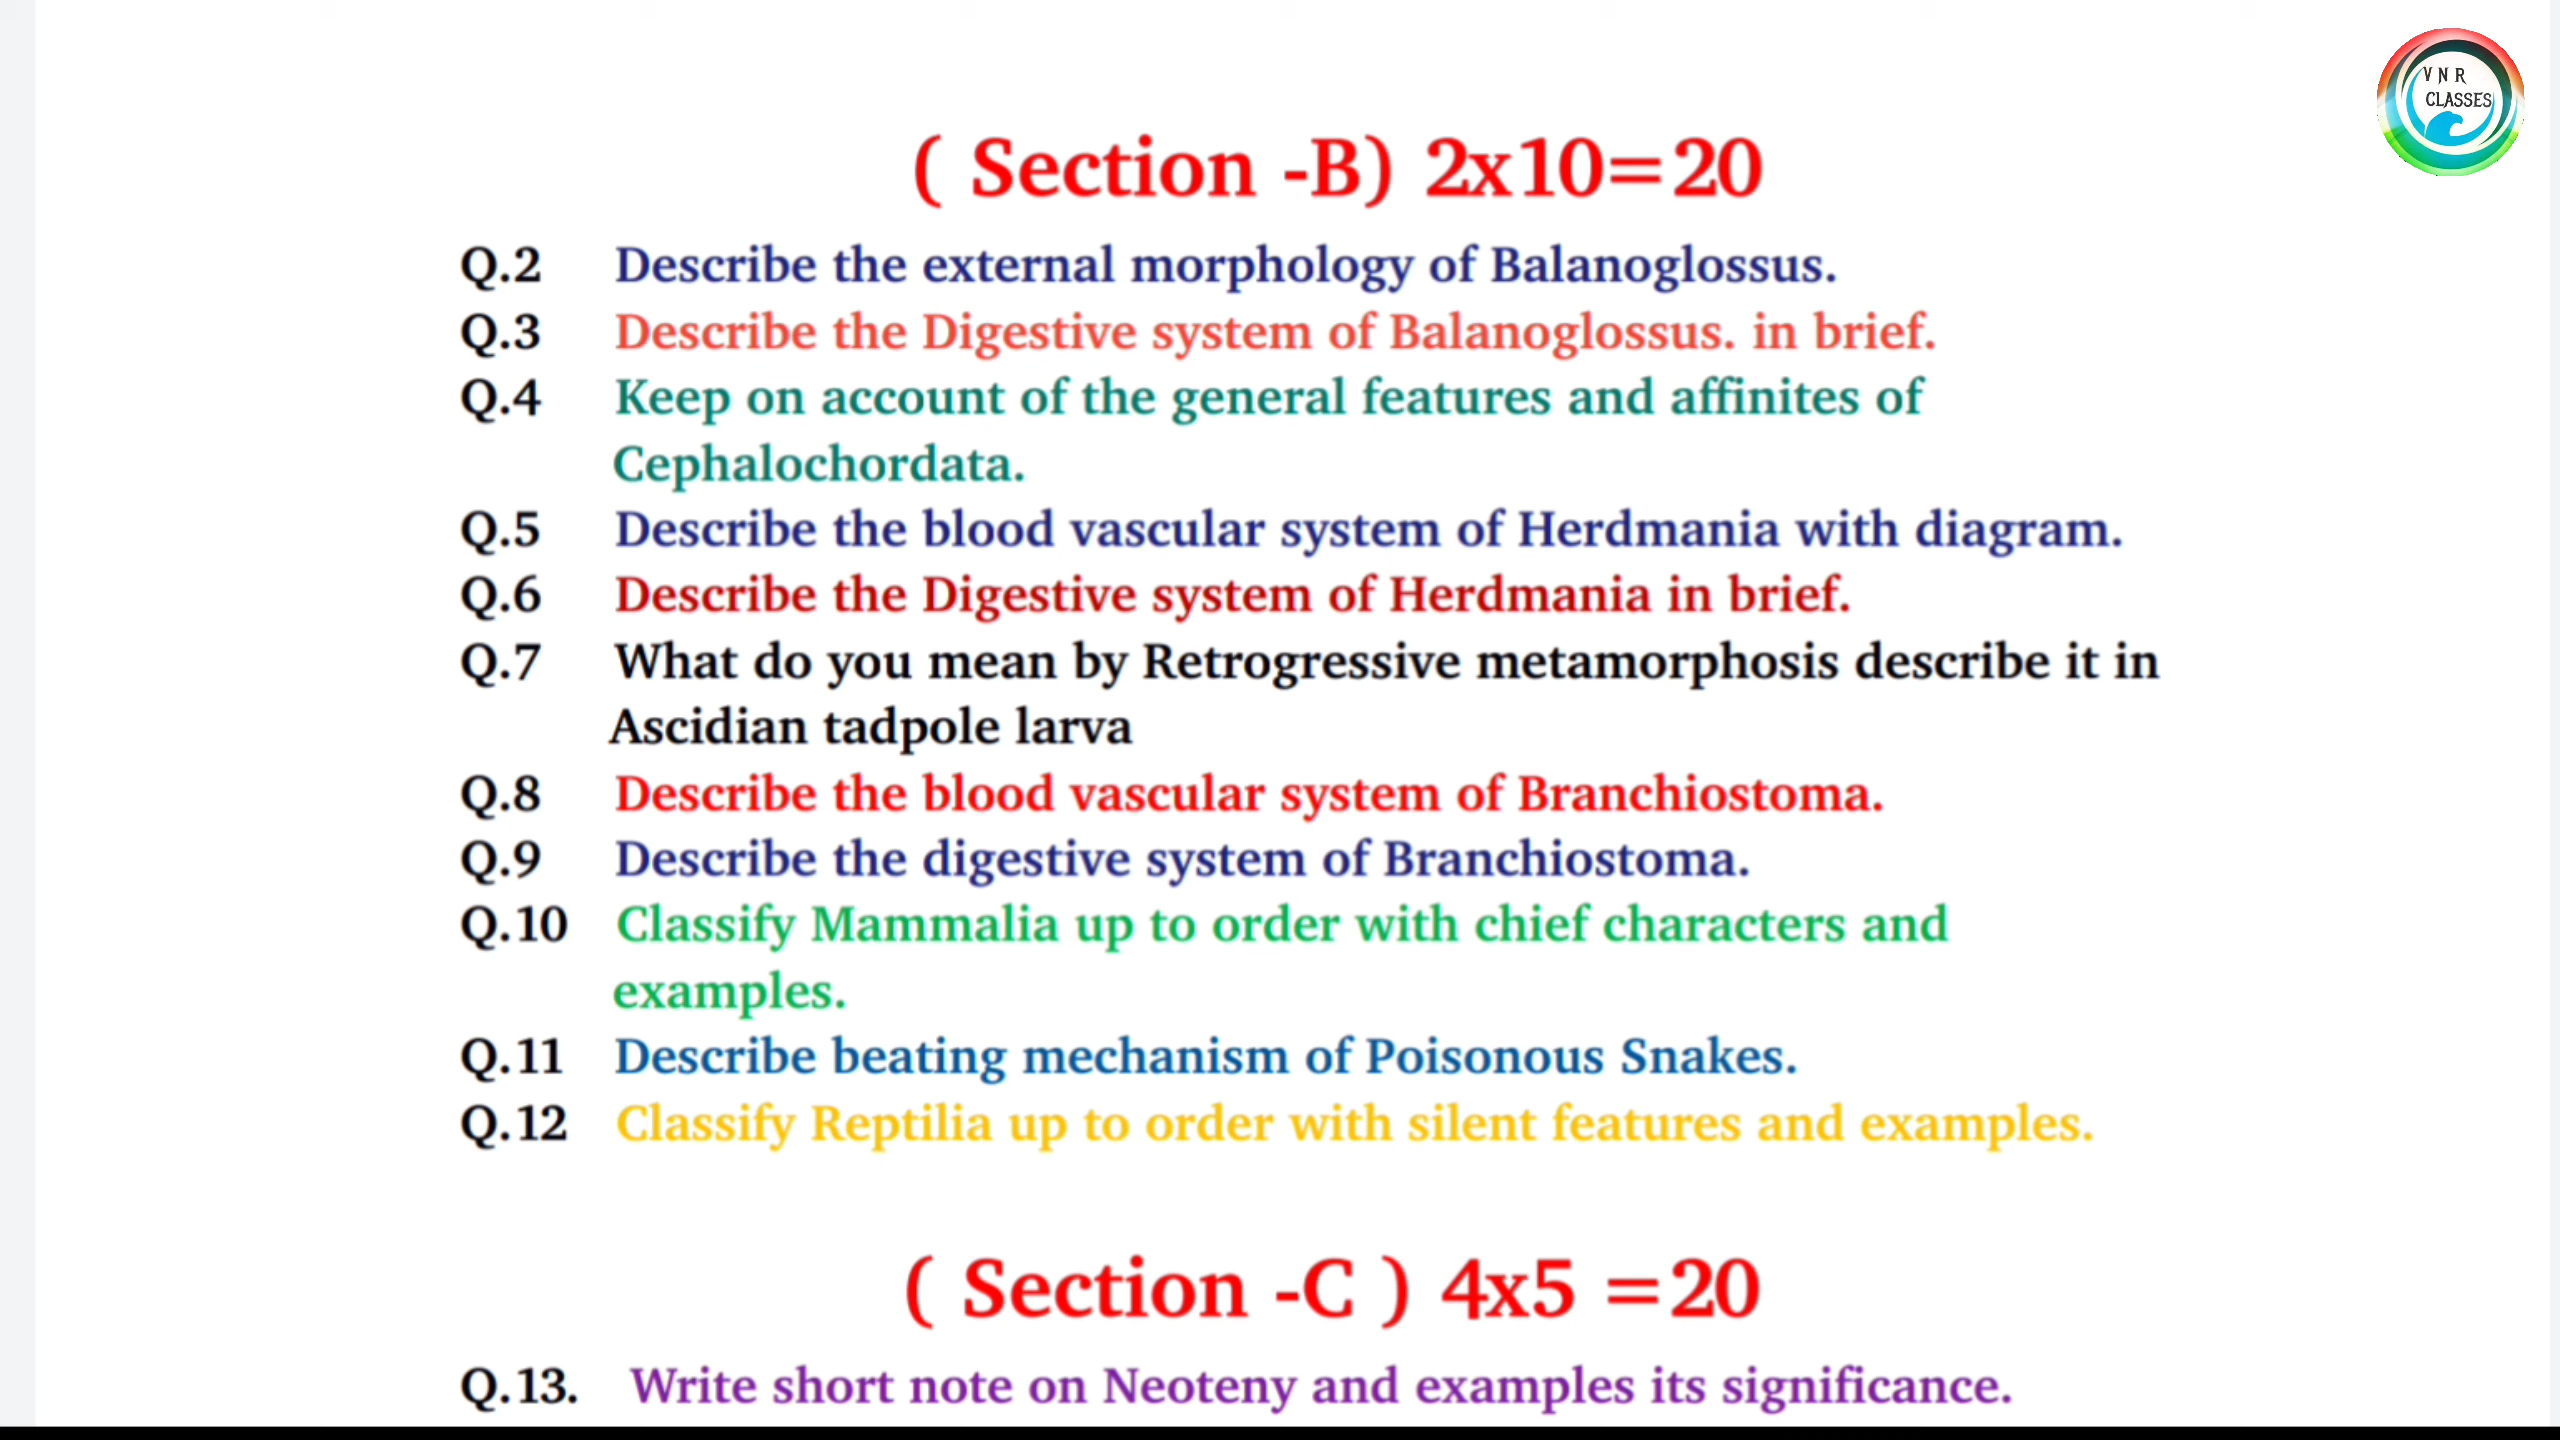 V N R
CLASSES
( Section -B) 2x10=20
Q.2 Describe the external morphology of Balanoglossus.
Q.3 Describe the Digestive system of Balanoglossus. in brief.
Q.4 Keep on account of the general features and affinites of
Cephalochordata.
Q.5 Describe the blood vascular system of Herdmania with diagram.
Q.6 Describe the Digestive system of Herdmania in brief.
Q.7 What do you mean by Retrogressive metamorphosis describe it in
Ascidian tadpole larva
Q.8 Describe the blood vascular system of Branchiostoma.
Q.9 Describe the digestive system of Branchiostoma.
Q.10 Classify Mammalia up to order with chief characters and
examples.
Q.11 Describe beating mechanism of Poisonous Snakes.
Q.12 Classify Reptilia up to order with silent features and examples.
( Section -C ) 4x5 =20
Q.13. Write short note on Neoteny and examples its significance.